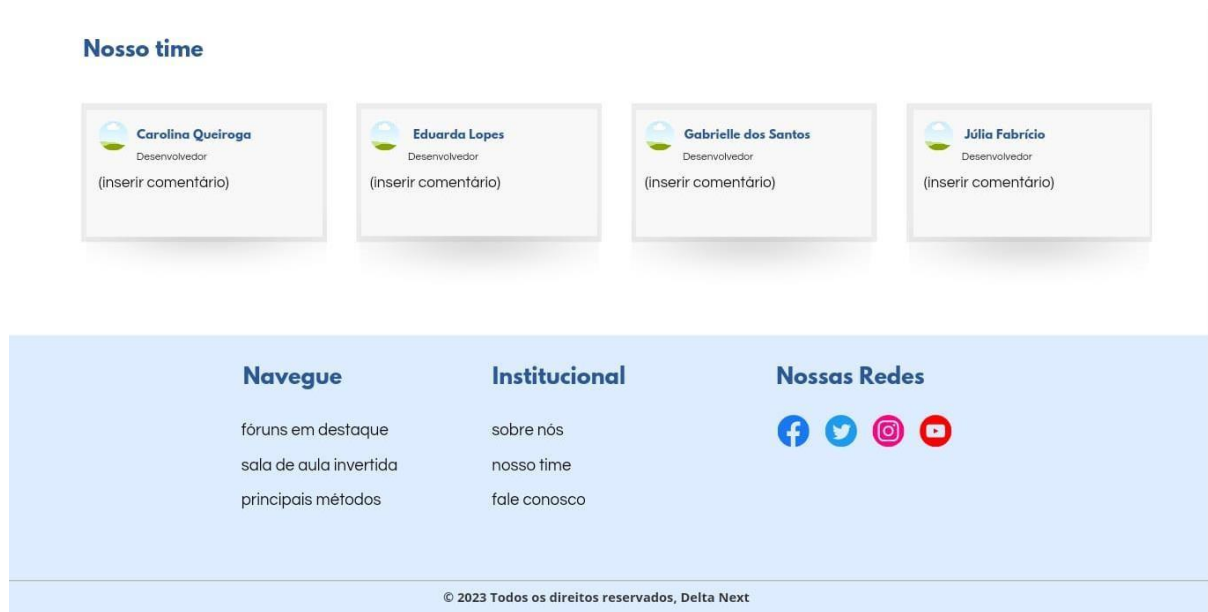 Nosso time
Carolina Queiroga
Desenvolvedor
(inserir comentário)
Eduarda Lopes
Desenvolvedor
(inserir comentário)
Gabrielle dos Santos
Desenvolvedor
(inserir comentário)
Júlia Fabrício
Desenvolvedor
(inserir comentário)
Navegue
fóruns em destaque
sala de aula invertida
principais métodos
Institucional
sobre nós
nosso time
fale conosco
Nossas Redes
© 2023 Todos os direitos reservados, Delta Next